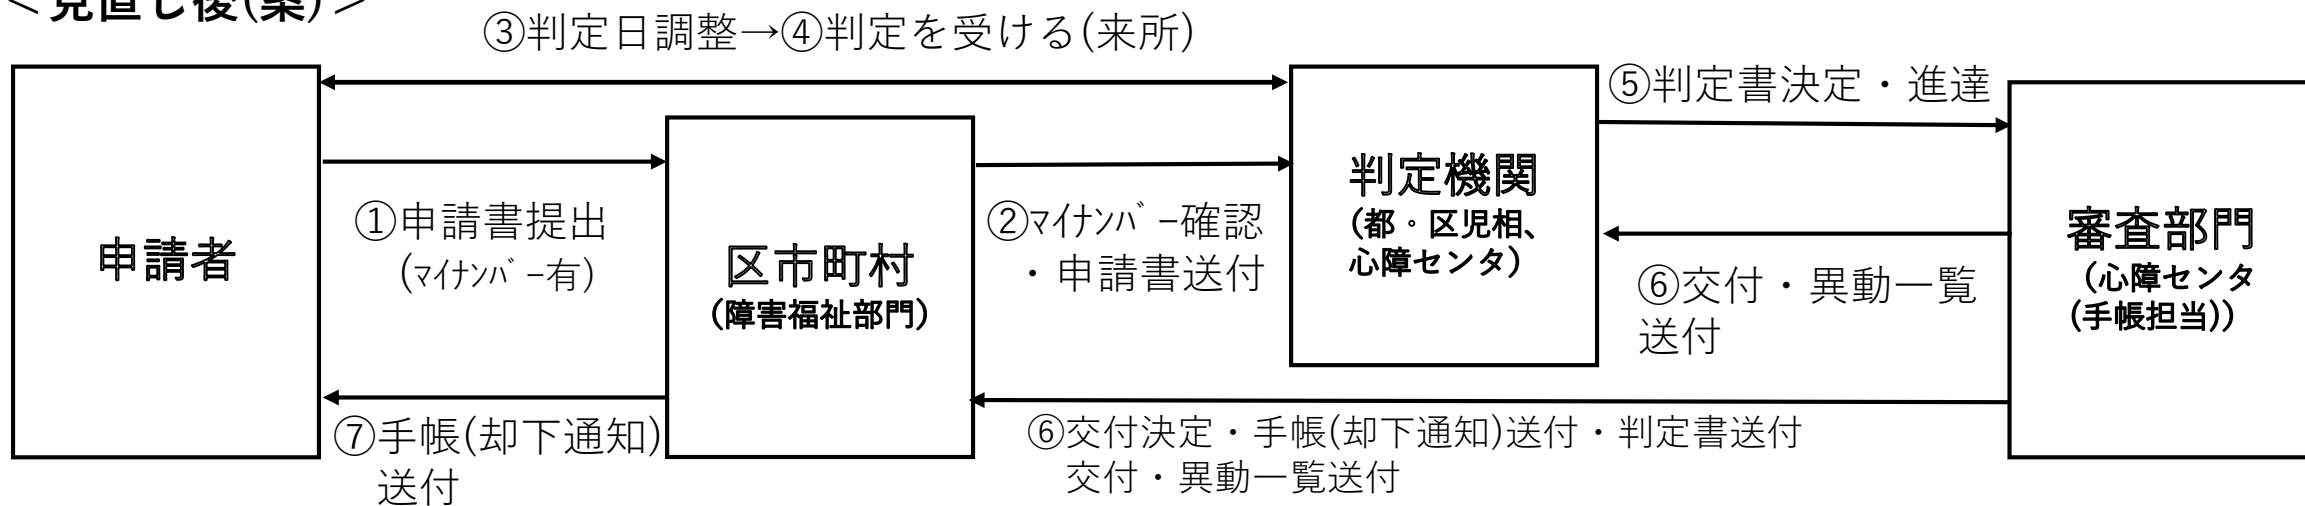 ＜見直し後(案)＞
③判定日調整→④判定を受ける(来所)
申請者
①申請書提出
(ﾏｲﾅﾝﾊﾞｰ有)
区市町村
(障害福祉部門)
②ﾏｲﾅﾝﾊﾞｰ確認
・申請書送付
判定機関
(都・区児相、
心障センタ)
⑤判定書決定・進達
⑥交付・異動一覧
送付
審査部門
(心障センタ
(手帳担当))
⑦手帳(却下通知)
送付
⑥交付決定・手帳(却下通知)送付・判定書送付
交付・異動一覧送付